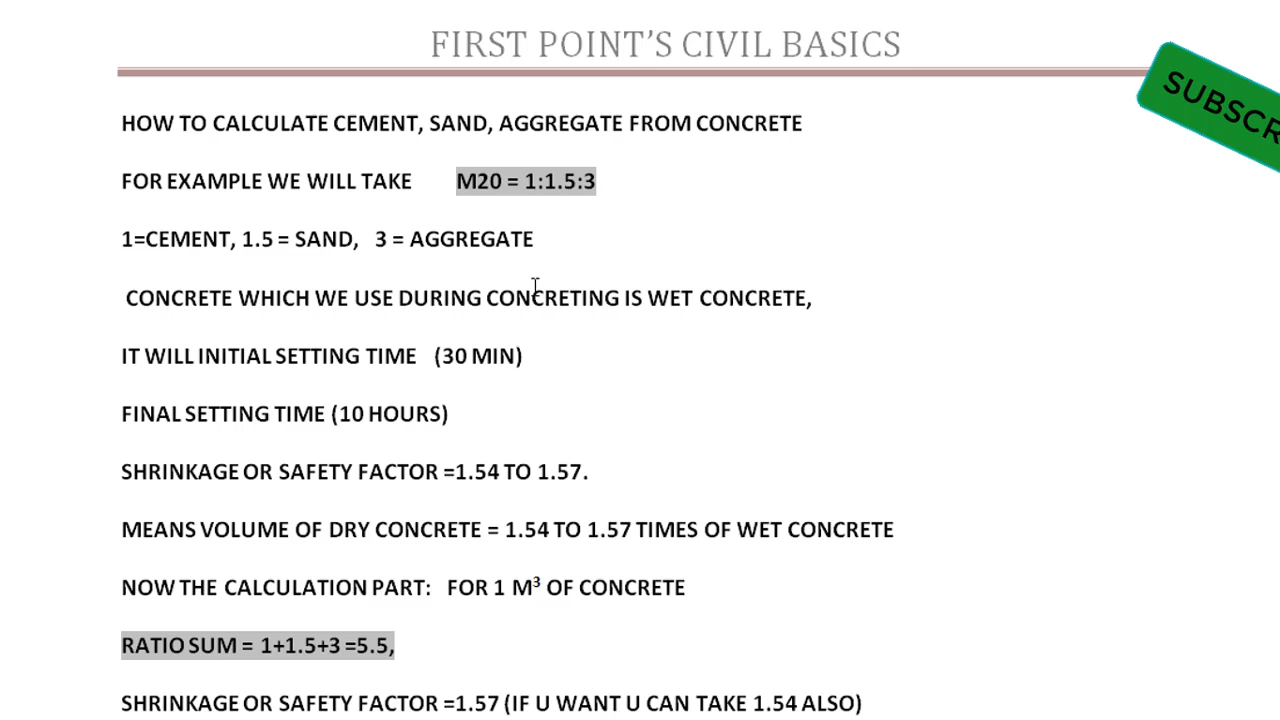 FIRST POINT'S CIVIL BASICS
SUBSCR
HOW TO CALCULATE CEMENT, SAND, AGGREGATE FROM CONCRETE
FOR EXAMPLE WE WILL TAKE M20 = 1:1.5:3
1=CEMENT, 1.5 = SAND, 3 = AGGREGATE
CONCRETE WHICH WE USE DURING CONCRETING IS WET CONCRETE,
IT WILL INITIAL SETTING TIME (30 MIN)
FINAL SETTING TIME (10 HOURS)
SHRINKAGE OR SAFETY FACTOR =1.54 TO 1.57.
MEANS VOLUME OF DRY CONCRETE = 1.54 TO 1.57 TIMES OF WET CONCRETE
NOW THE CALCULATION PART: FOR 1 M³ OF CONCRETE
RATIO SUM = 1+1.5+3 =5.5,
SHRINKAGE OR SAFETY FACTOR =1.57 (IF U WANT U CAN TAKE 1.54 ALSO)